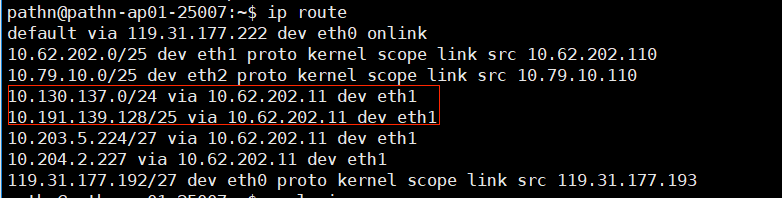 pathn@pathn-ap01-25007:~$ ip route
default via 119.31.177.222 dev eth0 onlink
10.62.202.0/25 dev eth1 proto kernel scope link src 10.62.202.110
10.79.10.0/25 dev eth2 proto kernel scope link src 10.79.10.110
10.130.137.0/24 via 10.62.202.11 dev eth1
10.191.139.128/25 via 10.62.202.11 dev eth1
10.203.5.224/27 via 10.62.202.11 dev eth1
10.204.2.227 via 10.62.202.11 dev eth1
119.31.177.192/27 dev eth0 proto kernel scope link src 119.31.177.193